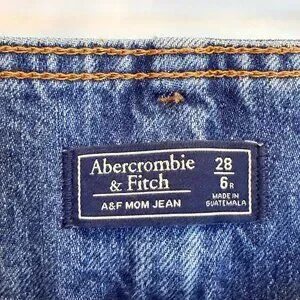 Abercrombie
& Fitch
A&F MOM JEAN
28
6R
MADE IN
GUATEMALA